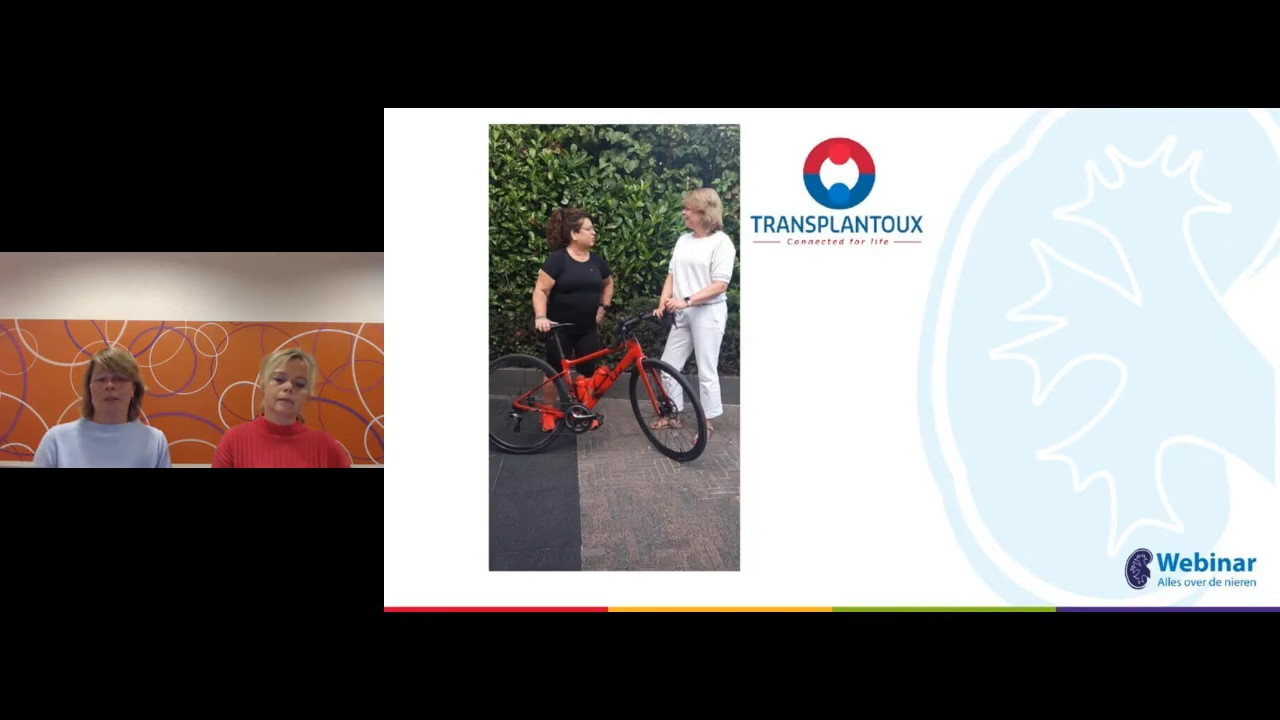 TRANSPLANTOUX
Connected for life
Webinar
Alles over de nieren